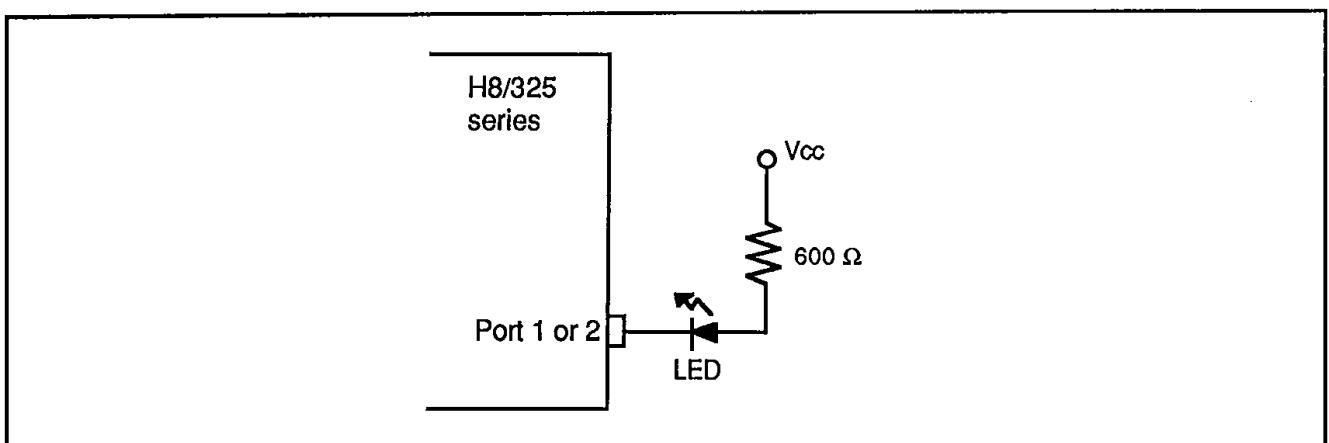 H8/325
series
Vcc
600 Ω
Port 1 or 2
LED